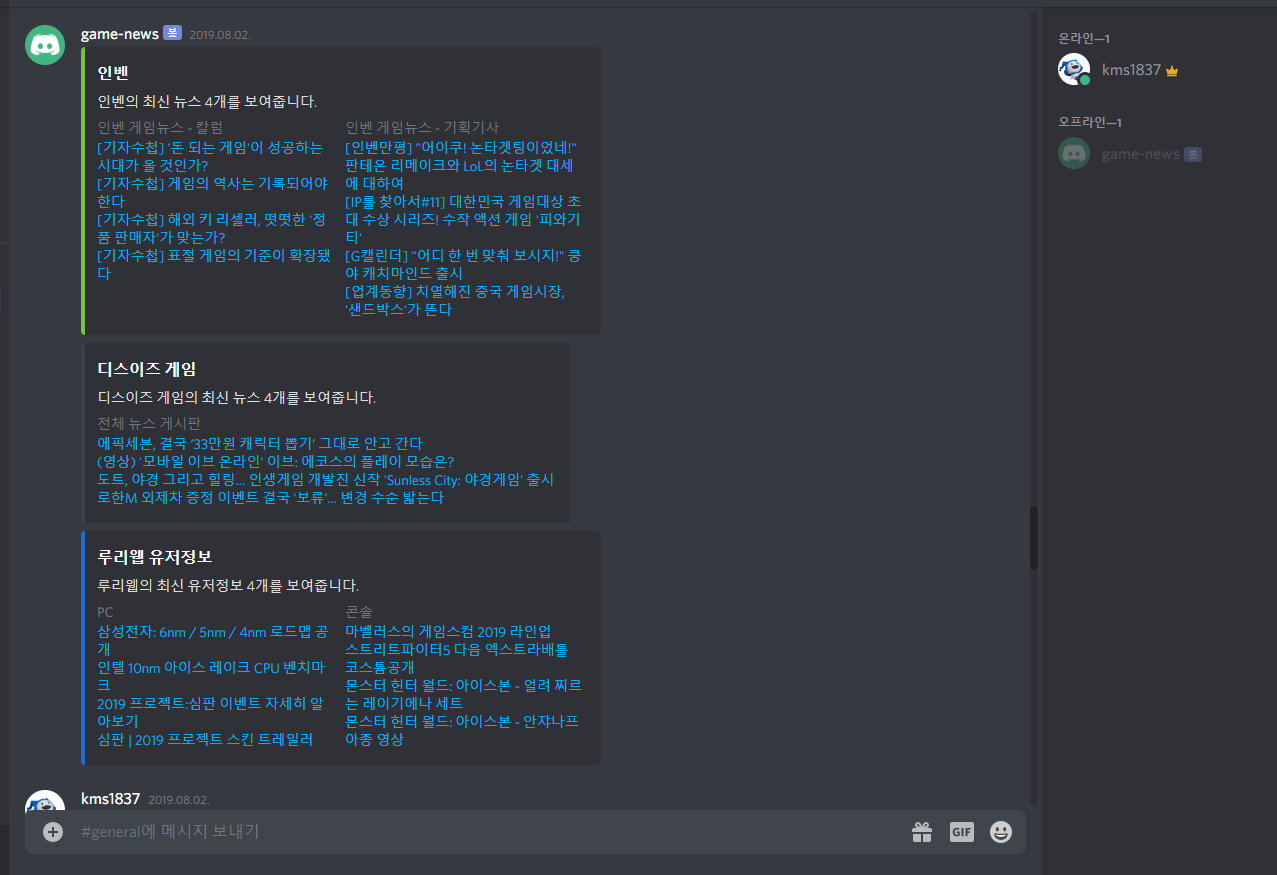 game-news 봇 2019.08.02.
인벤
인벤의 최신 뉴스 4개를 보여줍니다.
인벤 게임뉴스 - 칼럼
[기자수첩] '돈 되는 게임'이 성공하는
시대가 올 것인가?
[기자수첩] 게임의 역사는 기록되어야
한다
[기자수첩] 해외 키 리셀러, 떳떳한 '정
품 판매자'가 맞는가?
[기자수첩] 표절 게임의 기준이 확장됐
다
인벤 게임뉴스 - 기획기사
[인벤만평] "어이쿠! 논타겟팅이었네!"
판테온 리메이크와 LoL의 논타겟 대세
에 대하여
[IP를 찾아서#11] 대한민국 게임대상 초
대 수상 시리즈! 수작 액션 게임 '피와기
티'
[G캘린더] "어디 한 번 맞춰 보시지!" 쿵
야 캐치마인드 출시
[업계동향] 치열해진 중국 게임시장,
'샌드박스'가 뜬다
디스이즈 게임
디스이즈 게임의 최신 뉴스 4개를 보여줍니다.
전체 뉴스 게시판
에픽세븐, 결국 '33만원 캐릭터 뽑기' 그대로 안고 간다
(영상) '모바일 이브 온라인' 이브: 에코스의 플레이 모습은?
도트, 야경 그리고 힐링... 인생게임 개발진 신작 'Sunless City: 야경게임' 출시
로한M 외제차 증정 이벤트 결국 '보류'... 변경 수순 밟는다
루리웹 유저정보
루리웹의 최신 유저정보 4개를 보여줍니다.
PC
삼성전자: 6nm / 5nm / 4nm 로드맵 공
개
인텔 10nm 아이스 레이크 CPU 벤치마
크
2019 프로젝트:심판 이벤트 자세히 알
아보기
심판 | 2019 프로젝트 스킨 트레일러
콘솔
마벨러스의 게임스컴 2019 라인업
스트리트파이터5 다음 엑스트라배틀
코스튬공개
몬스터 헌터 월드: 아이스본 - 얼려 찌르
는 레이기에나 세트
몬스터 헌터 월드: 아이스본 - 안쟈나프
아종 영상
kms1837 2019.08.02.
#general에 메시지 보내기
GIF
온라인—1
kms1837
오프라인—1
game-news 봇